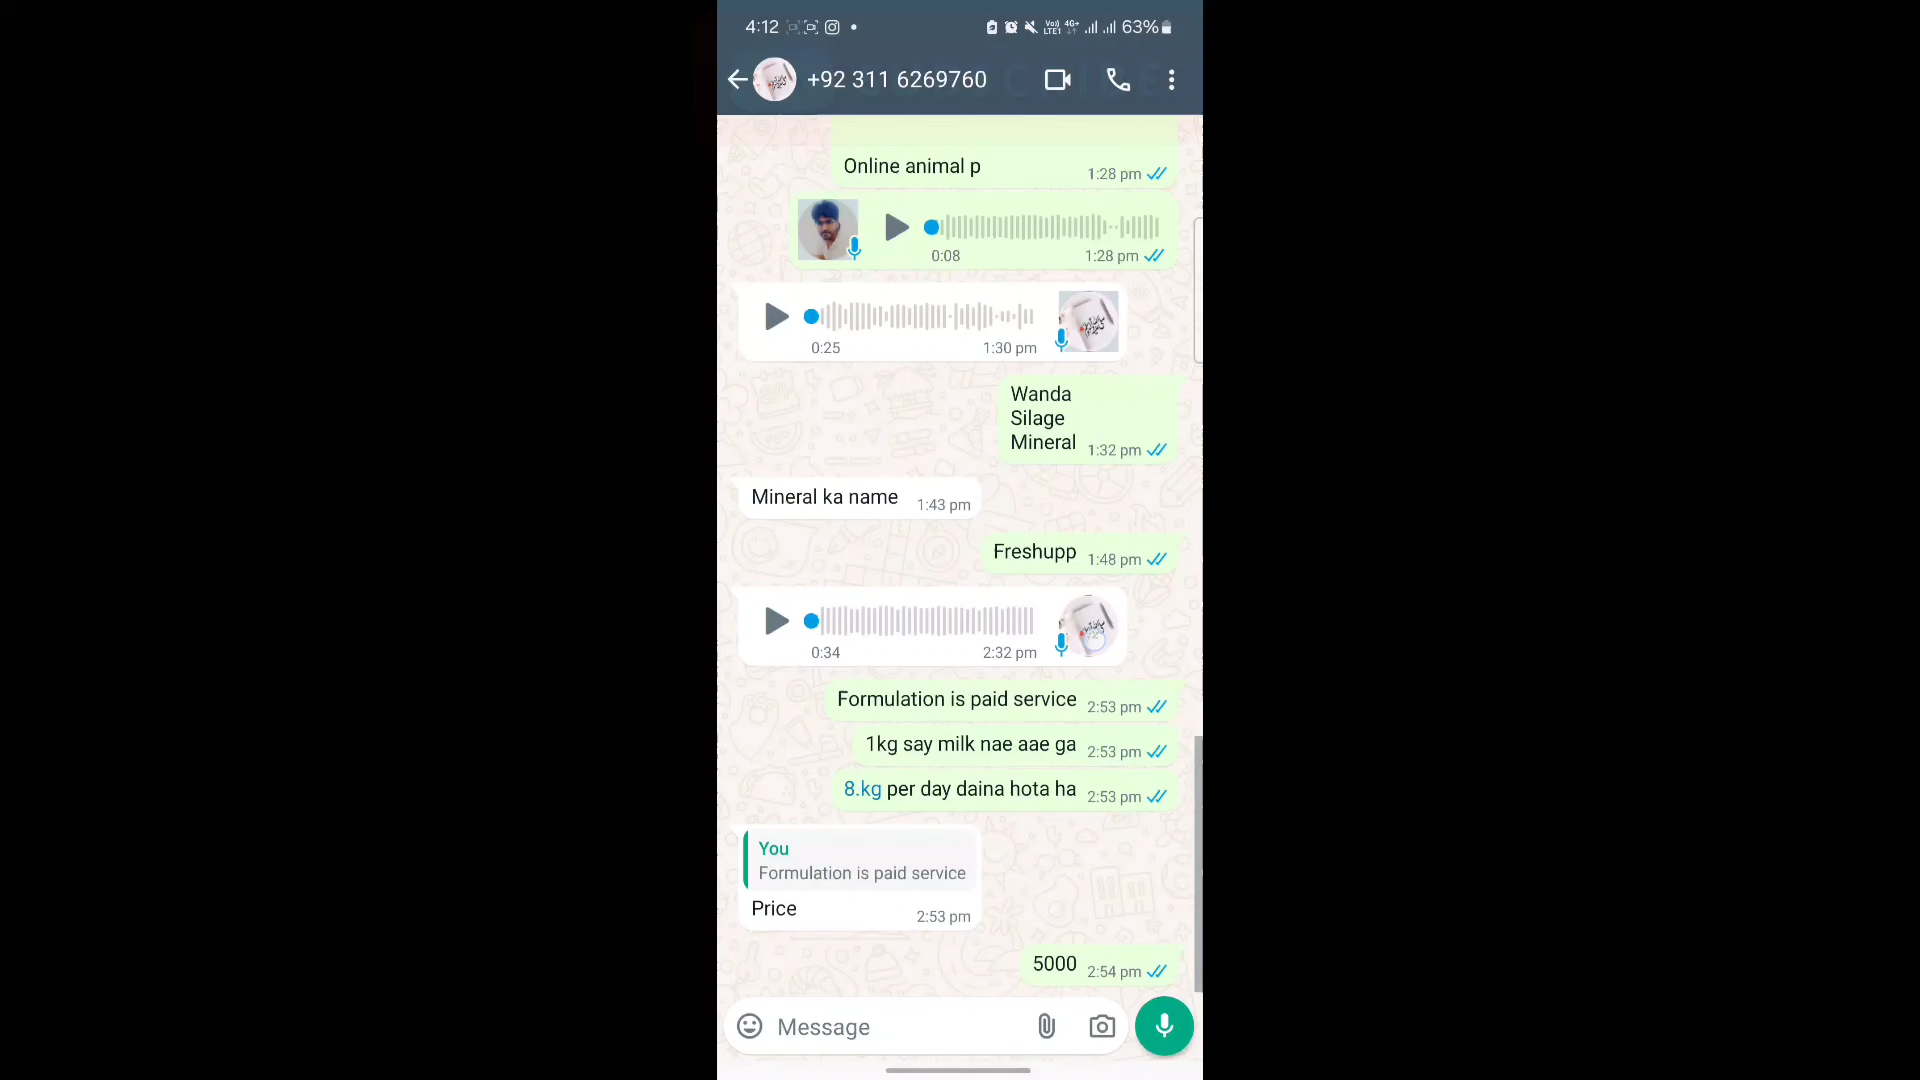 4:12
Vo)) LTE1 4G+ 63%
+92 311 6269760
Online animal p
1:28 pm
0:08
1:28 pm
0:25
1:30 pm
Wanda
Silage
Mineral
1:32 pm
Mineral ka name
1:43 pm
Freshupp
1:48 pm
0:34
2:32 pm
Formulation is paid service
2:53 pm
1kg say milk nae aae ga
2:53 pm
8.kg per day daina hota ha
2:53 pm
You
Formulation is paid service
Price
2:53 pm
5000
2:54 pm
Message